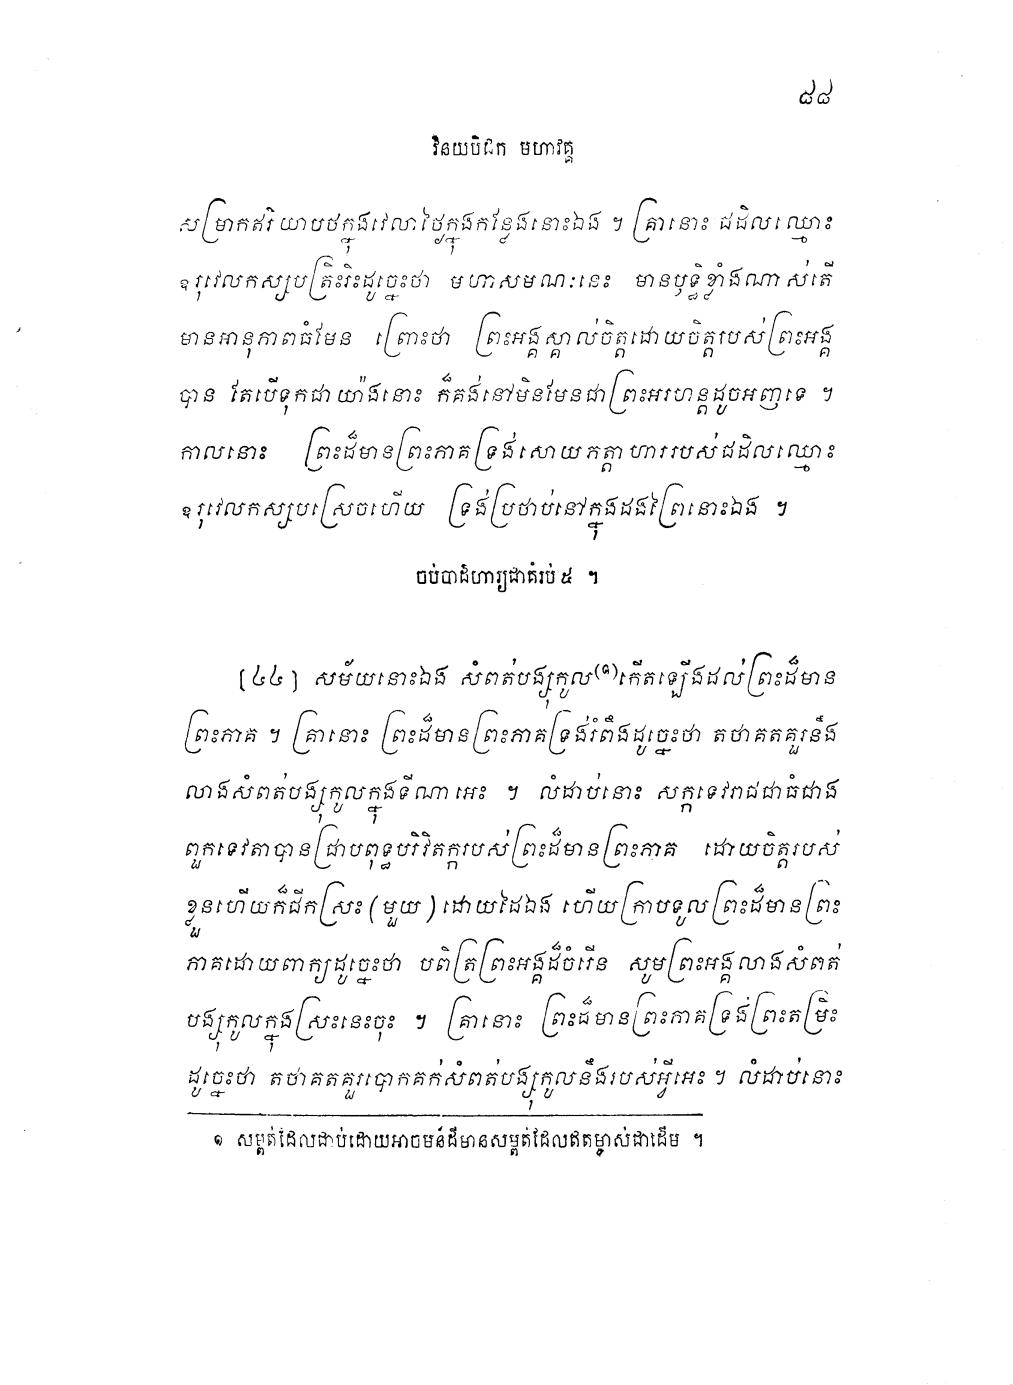 ៨៨
វិនយបិដក មហាវគ្គ
សម្រាកឥរិយាបថក្នុងវេលាថ្ងៃក្នុងកន្លែងនោះឯង ។ គ្រានោះ ជដិលឈ្មោះ
ឧរុវេលកស្សបត្រិះរិះដូច្នេះថា មហាសមណៈនេះ មានឫទ្ធិខ្លាំងណាស់តើ
មានអានុភាពធំមែន ព្រោះថា ព្រះអង្គស្គាល់ចិត្តដោយចិត្តរបស់ព្រះអង្គ
បាន តែបើទុកជាយ៉ាងនោះ ក៏គង់នៅមិនមែនជាព្រះអរហន្តដូចអញទេ ។
កាលនោះ ព្រះដ៏មានព្រះភាគទ្រង់សោយភត្តាហាររបស់ជដិលឈ្មោះ
ឧរុវេលកស្សបស្រេចហើយ ទ្រង់ប្រថាប់នៅក្នុងដងព្រៃនោះឯង ។
ចប់បាដិហារ្យជាគំរប់៥ ។
[៤៤] សម័យនោះឯង សំពត់បង្សុកូល(១)កើតឡើងដល់ព្រះដ៏មាន
ព្រះភាគ ។ គ្រានោះ ព្រះដ៏មានព្រះភាគទ្រង់រំពឹងដូច្នេះថា តថាគតគួរនឹង
លាងសំពត់បង្សុកូលក្នុងទីណាអេះ ។ លំដាប់នោះ សក្កទេវរាជជាធំជាង
ពួកទេវតាបានជ្រាបពុទ្ធបរិវិតក្ករបស់ព្រះដ៏មានព្រះភាគ ដោយចិត្តរបស់
ខ្លួនហើយក៏ជីកស្រះ (មួយ) ដោយដៃឯង ហើយក្រាបទូលព្រះដ៏មានព្រះ
ភាគដោយពាក្យដូច្នេះថា បពិត្រព្រះអង្គដ៏ចំរើន សូមព្រះអង្គលាងសំពត់
បង្សុកូលក្នុងស្រះនេះចុះ ។ គ្រានោះ ព្រះដ៏មានព្រះភាគទ្រង់ព្រះតម្រិះ
ដូច្នេះថា តថាគតគួរបោកគក់សំពត់បង្សុកូលនឹងរបស់អ្វីអេះ ។ លំដាប់នោះ
១ សម្ពត់ដែលជាប់ដោយអាចមន៍ដីមានសម្ពត់ដែលឥតម្ចាស់ជាដើម ។